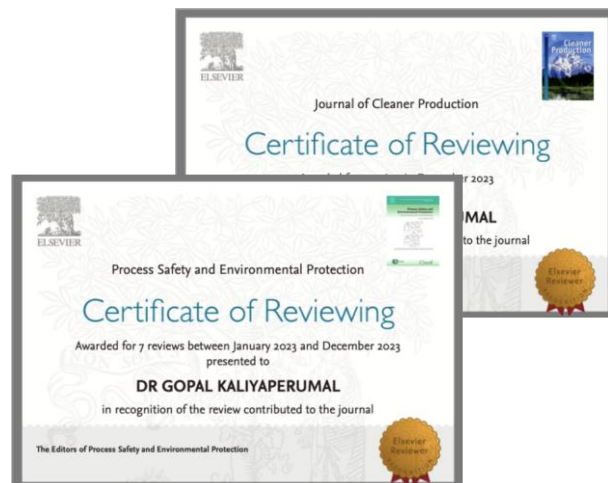 ELSEVIER
Cleaner
Production
Journal of Cleaner Production
Certificate of Reviewing
2023
to the journal
Elsevier
Reviewer
ELSEVIER
Process Safety and Environmental Protection
Certificate of Reviewing
Awarded for 7 reviews between January 2023 and December 2023
presented to
DR GOPAL KALIYAPERUMAL
in recognition of the review contributed to the journal
The Editors of Process Safety and Environmental Protection
Elsevier
Reviewer